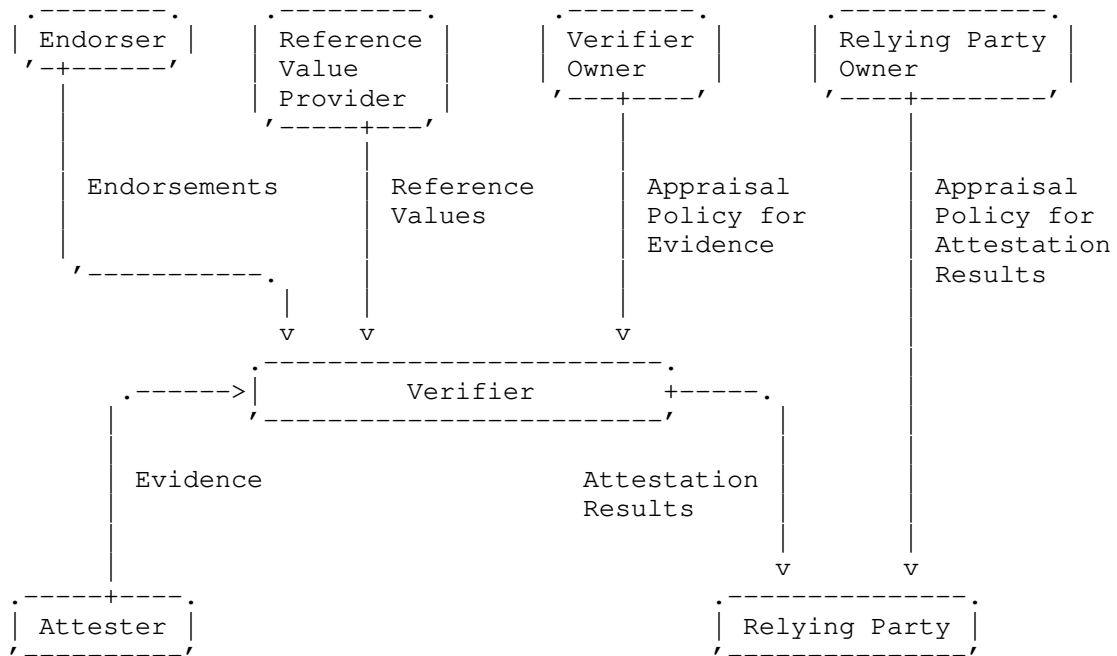 Endorser
Reference
Value
Provider
Verifier
Owner
Relying Party
Owner
Endorsements
Reference
Values
Appraisal
Policy for
Evidence
Appraisal
Policy for
Attestation
Results
v v v
Verifier
Evidence
Attestation
Results
v v
Attester
Relying Party